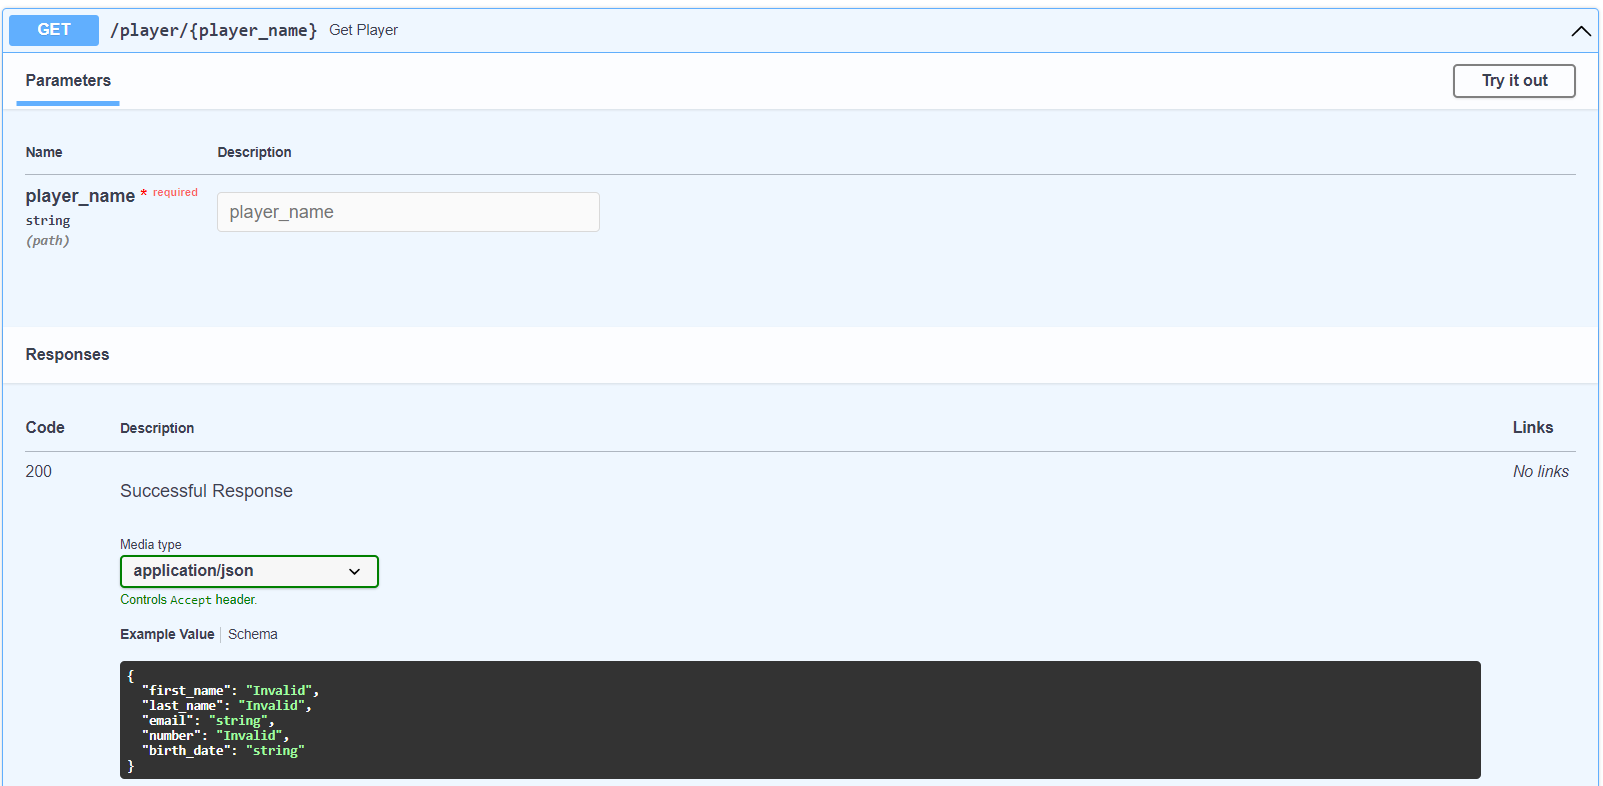 GET /player/{player_name} Get Player
Parameters
Try it out
Name Description
player_name * required
string
(path)
player_name
Responses
Code Description Links
200
Successful Response
No links
Media type
application/json
Controls Accept header.
Example Value Schema
{
"first_name": "Invalid",
"last_name": "Invalid",
"email": "string",
"number": "Invalid",
"birth_date": "string"
}